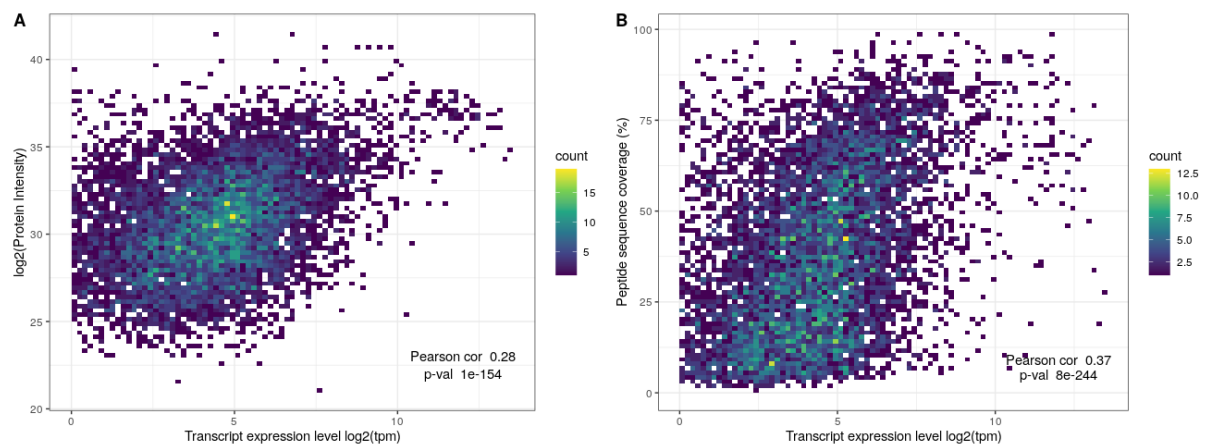 A
40
35
30
25
20
log2(Protein Intensity)
0
5
10
Transcript expression level log2(tpm)
Pearson cor 0.28
p-val 1e-154
count
15
10
5
B
100
75
50
25
0
Peptide sequence coverage (%)
0
5
10
Transcript expression level log2(tpm)
Pearson cor 0.37
p-val 8e-244
count
12.5
10.0
7.5
5.0
2.5